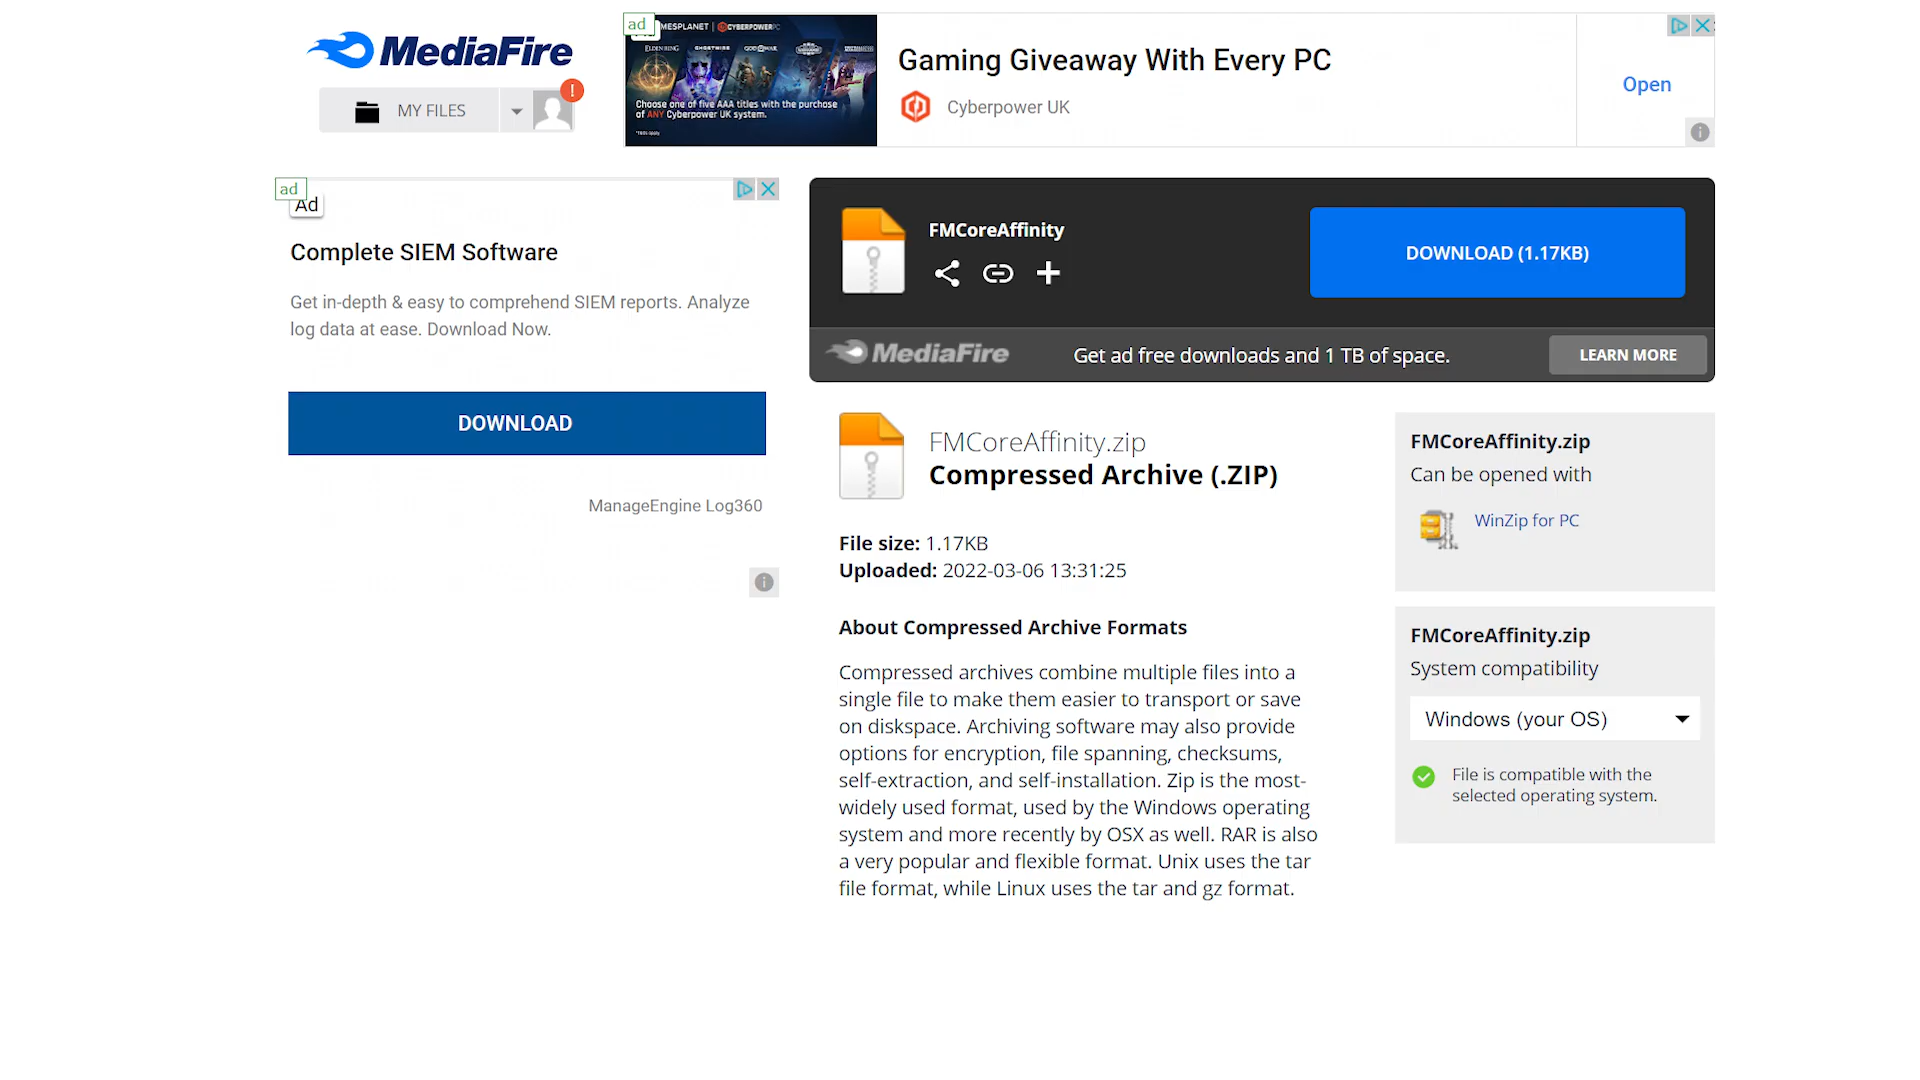 MediaFire
MY FILES
!
ad
GAMESPLANET | CYBERPOWERPC
ELDEN RING GHOSTWIRE GOD OF WAR
Choose one of five AAA titles with the purchase
of ANY Cyberpower UK system.
Gaming Giveaway With Every PC
Cyberpower UK
Open
ad
Ad
Complete SIEM Software
Get in-depth & easy to comprehend SIEM reports. Analyze
log data at ease. Download Now.
DOWNLOAD
ManageEngine Log360
FMCoreAffinity
DOWNLOAD (1.17KB)
MediaFire
Get ad free downloads and 1 TB of space.
LEARN MORE
FMCoreAffinity.zip
Compressed Archive (.ZIP)
File size: 1.17KB
Uploaded: 2022-03-06 13:31:25
About Compressed Archive Formats
Compressed archives combine multiple files into a
single file to make them easier to transport or save
on diskspace. Archiving software may also provide
options for encryption, file spanning, checksums,
self-extraction, and self-installation. Zip is the most-
widely used format, used by the Windows operating
system and more recently by OSX as well. RAR is also
a very popular and flexible format. Unix uses the tar
file format, while Linux uses the tar and gz format.
FMCoreAffinity.zip
Can be opened with
WinZip for PC
FMCoreAffinity.zip
System compatibility
Windows (your OS)
File is compatible with the
selected operating system.